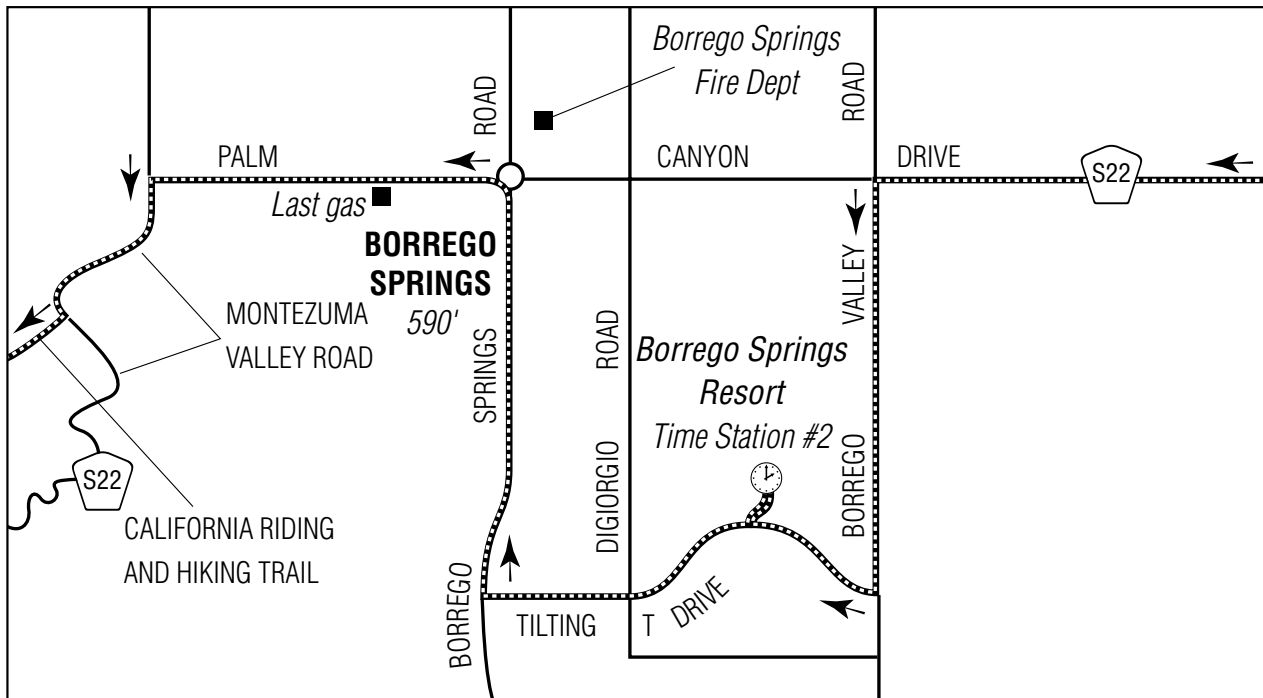 Borrego Springs
Fire Dept
ROAD
ROAD
PALM
CANYON
DRIVE
S22
Last gas
BORREGO
SPRINGS
590'
MONTEZUMA
VALLEY ROAD
SPRINGS
ROAD
VALLEY
Borrego Springs
Resort
Time Station #2
S22
CALIFORNIA RIDING
AND HIKING TRAIL
DIGIORGIO
BORREGO
BORREGO
TILTING
T
DRIVE